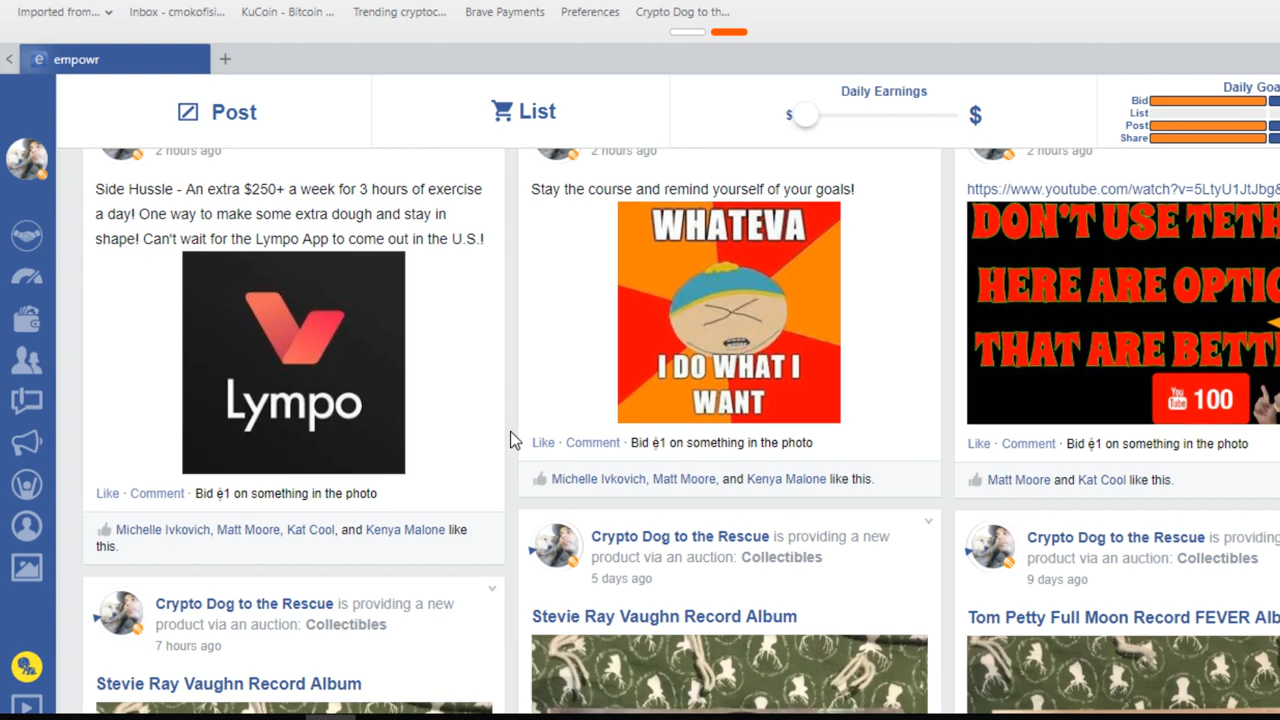 Imported from... Inbox - cmokofisi... KuCoin - Bitcoin ... Trending cryptoc... Brave Payments Preferences Crypto Dog to th...
e empowr
Post List Daily Earnings
$ $
Daily Goa
Bid
List
Post
Share
2 hours ago
Side Hussle - An extra $250+ a week for 3 hours of exercise
a day! One way to make some extra dough and stay in
shape! Can't wait for the Lympo App to come out in the U.S.!
Lympo
Like · Comment · Bid ė1 on something in the photo
Michelle Ivkovich, Matt Moore, Kat Cool, and Kenya Malone like
this.
Crypto Dog to the Rescue is providing a new
product via an auction: Collectibles
7 hours ago
Stevie Ray Vaughn Record Album
2 hours ago
Stay the course and remind yourself of your goals!
WHATEVA
I DO WHAT I
WANT
Like · Comment · Bid ė1 on something in the photo
Michelle Ivkovich, Matt Moore, and Kenya Malone like this.
Crypto Dog to the Rescue is providing a new
product via an auction: Collectibles
5 days ago
Stevie Ray Vaughn Record Album
2 hours ago
https://www.youtube.com/watch?v=5LtyU1JtJbg&
DON'T USE TETH
HERE ARE OPTIO
THAT ARE BETT
You Tube 100
Like · Comment · Bid ė1 on something in the photo
Matt Moore and Kat Cool like this.
Crypto Dog to the Rescue is providing
product via an auction: Collectibles
9 days ago
Tom Petty Full Moon Record FEVER Alb